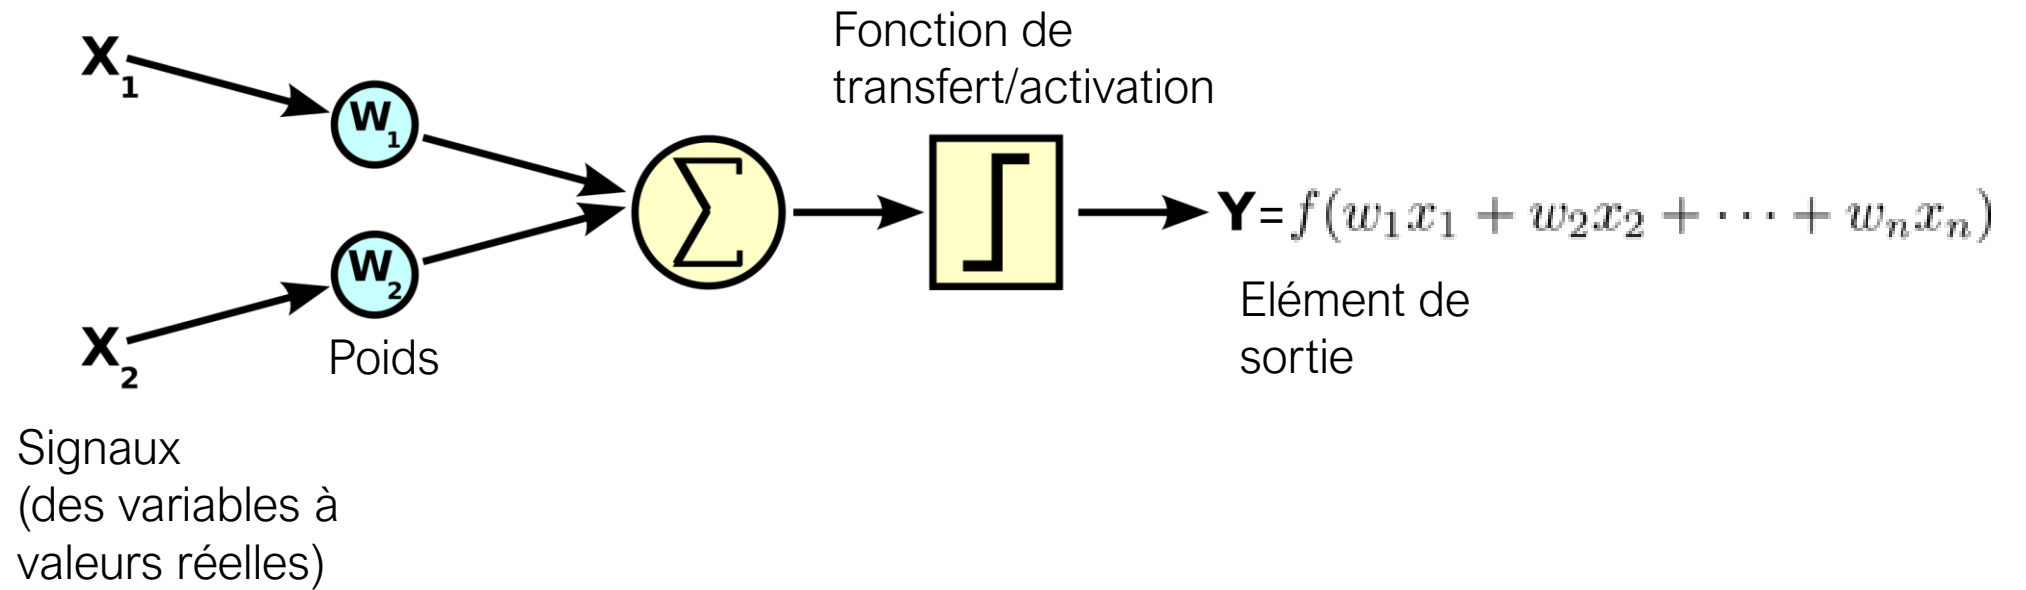 Fonction de
transfert/activation
X₁
W₁
∑
Y=f(w₁x₁ + w₂x₂ + ··· + wₙxₙ)
W₂
X₂
Poids
Elément de
sortie
Signaux
(des variables à
valeurs réelles)